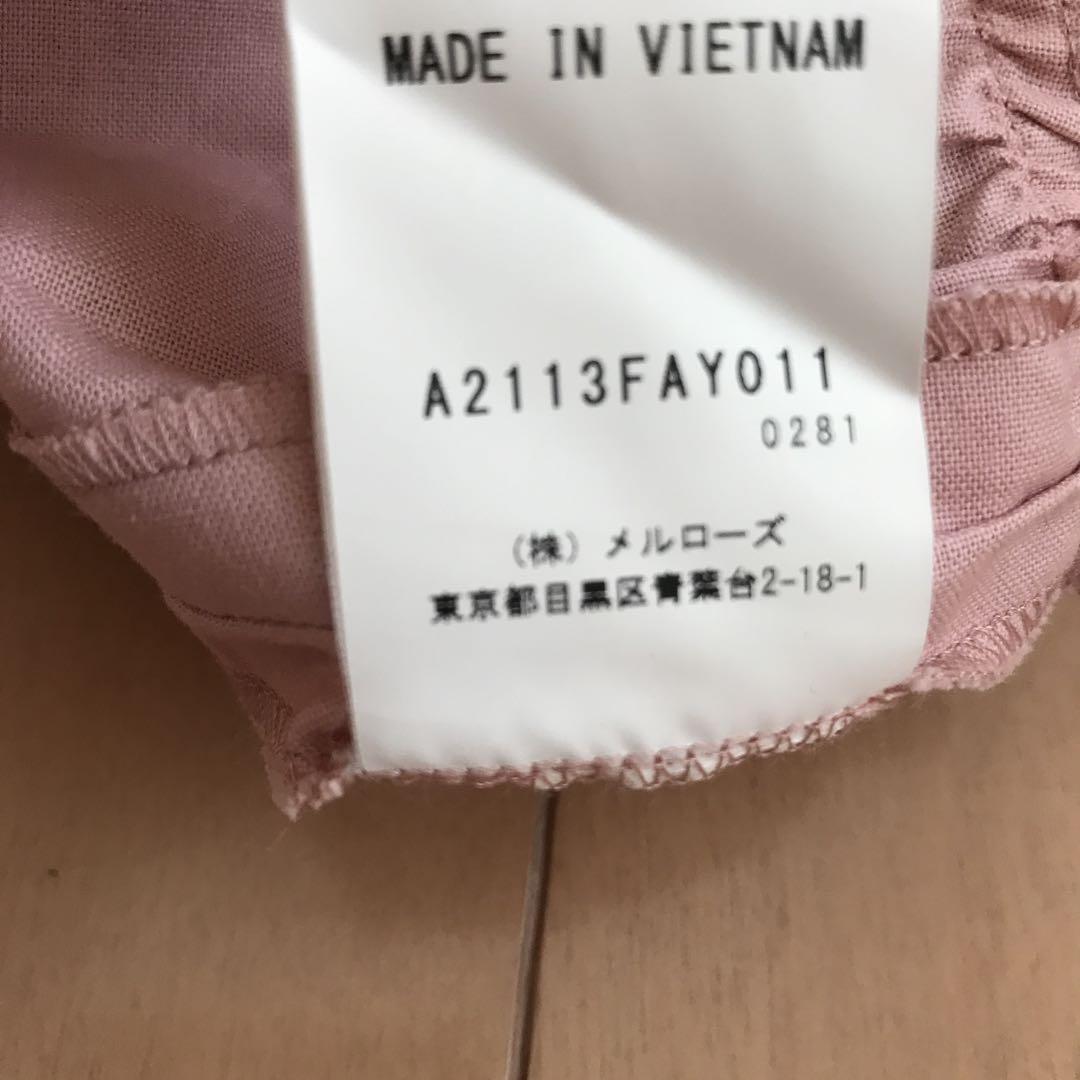 MADE IN VIETNAM
A2113FAY011
0281
(株)メルローズ
東京都目黒区青葉台2-18-1